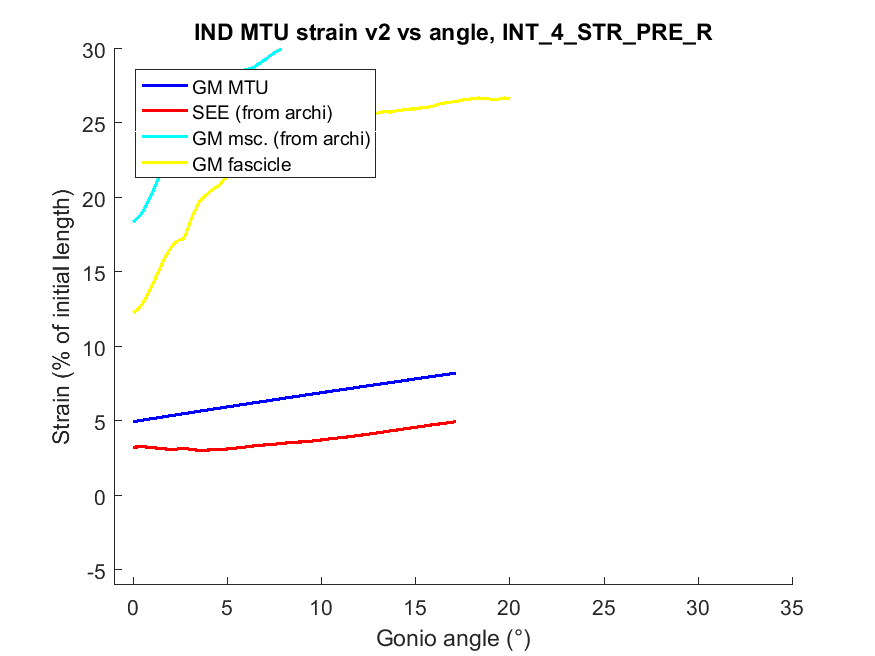 IND MTU strain v2 vs angle, INT_4_STR_PRE_R
30
25
20
15
10
5
0
-5
Strain (% of initial length)
GM MTU
SEE (from archi)
GM msc. (from archi)
GM fascicle
0 5 10 15 20 25 30 35
Gonio angle (°)